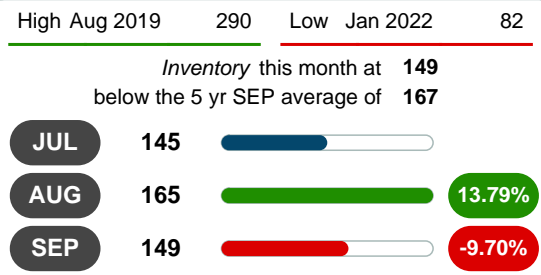 High Aug 2019 290 Low Jan 2022 82
Inventory this month at 149
below the 5 yr SEP average of 167
JUL 145
AUG 165 13.79%
SEP 149 -9.70%